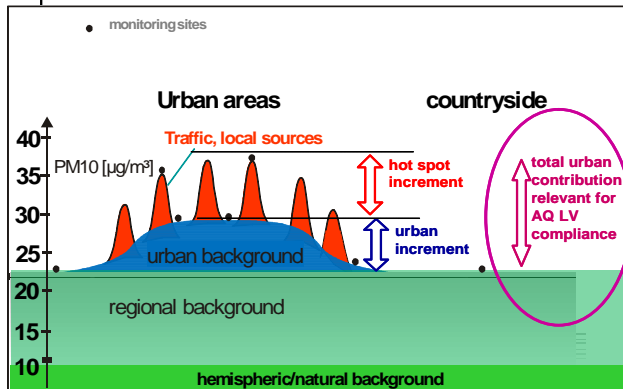 monitoring sites
Urban areas
countryside
40
35
30
25
20
15
10
PM10 [µg/m³]
Traffic, local sources
hot spot
increment
total urban
contribution
relevant for
AQ LV
compliance
urban
increment
urban background
regional background
hemispheric/natural background